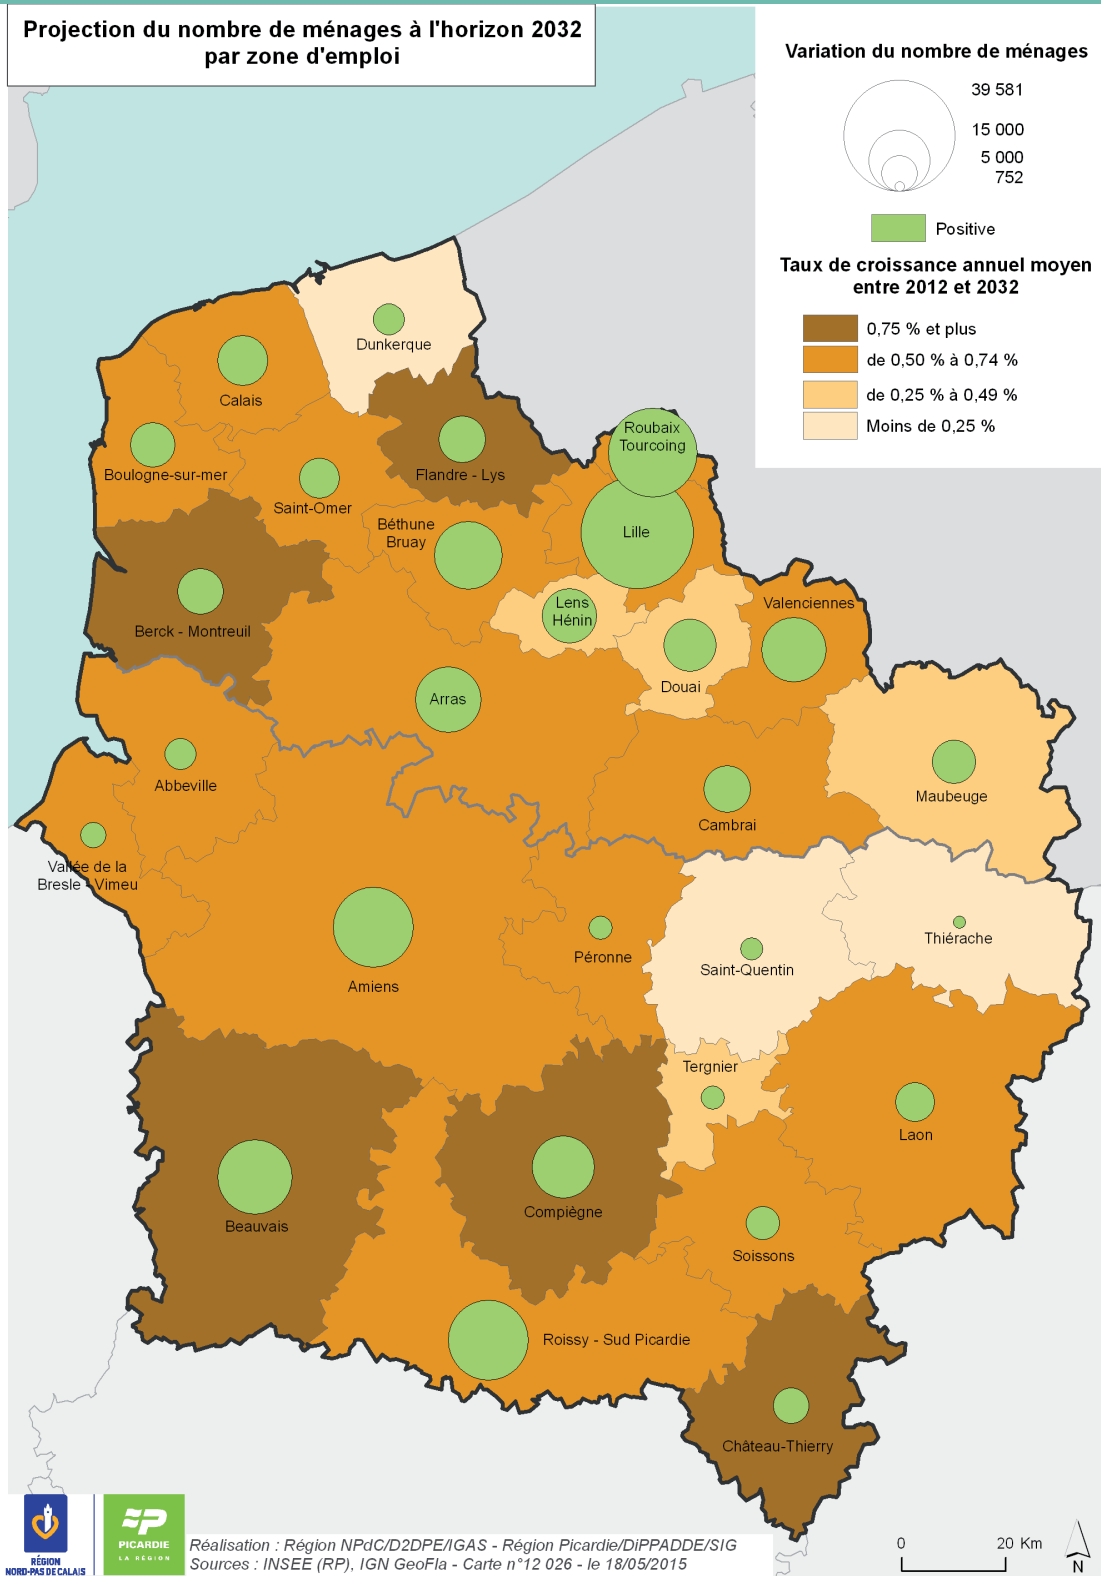 Projection du nombre de ménages à l'horizon 2032
par zone d'emploi
Variation du nombre de ménages
39 581
15 000
5 000
752
Positive
Taux de croissance annuel moyen
entre 2012 et 2032
0,75 % et plus
de 0,50 % à 0,74 %
de 0,25 % à 0,49 %
Moins de 0,25 %
Dunkerque
Calais
Roubaix
Tourcoing
Boulogne-sur-mer
Flandre - Lys
Saint-Omer
Béthune
Bruay
Lille
Lens
Hénin
Valenciennes
Berck - Montreuil
Douai
Arras
Abbeville
Maubeuge
Cambrai
Vallée de la
Bresle - Vimeu
Thiérache
Péronne
Saint-Quentin
Amiens
Tergnier
Laon
Compiègne
Beauvais
Soissons
Roissy - Sud Picardie
Château-Thierry
RÉGION
NORD-PAS DE CALAIS
PICARDIE
LA RÉGION
Réalisation : Région NPdC/D2DPE/IGAS - Région Picardie/DiPPADDE/SIG
Sources : INSEE (RP), IGN GeoFla - Carte n°12 026 - le 18/05/2015
0 20 Km
N